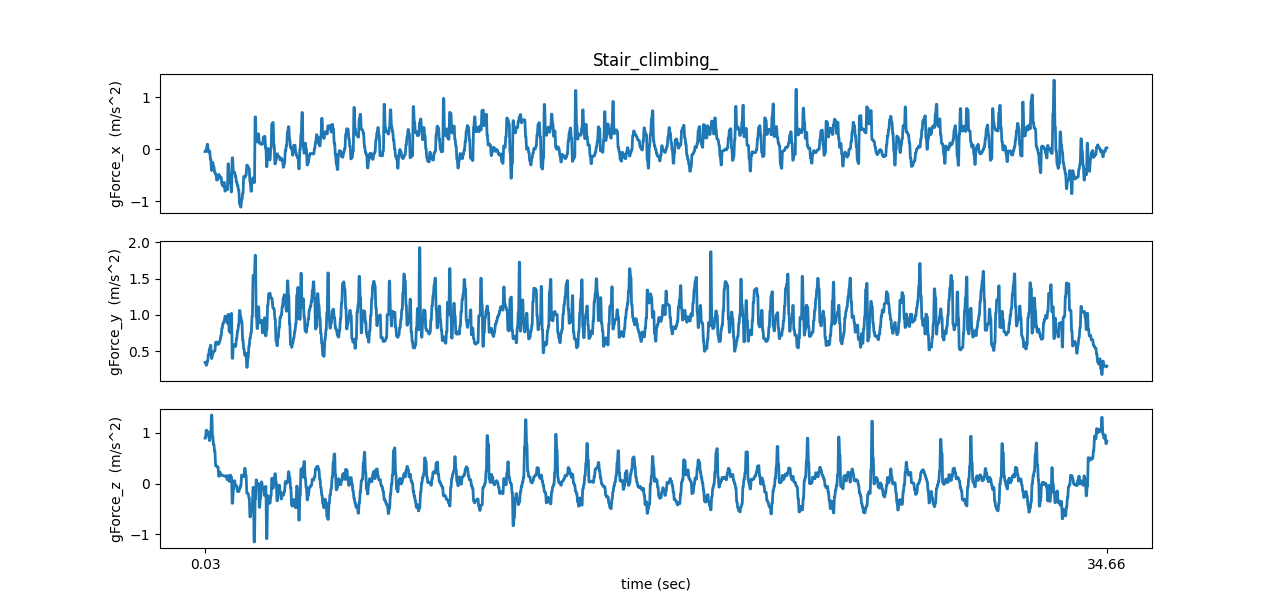 Stair_climbing_
gForce_x (m/s^2)
1
0
−1
gForce_y (m/s^2)
2.0
1.5
1.0
0.5
gForce_z (m/s^2)
1
0
−1
0.03
34.66
time (sec)